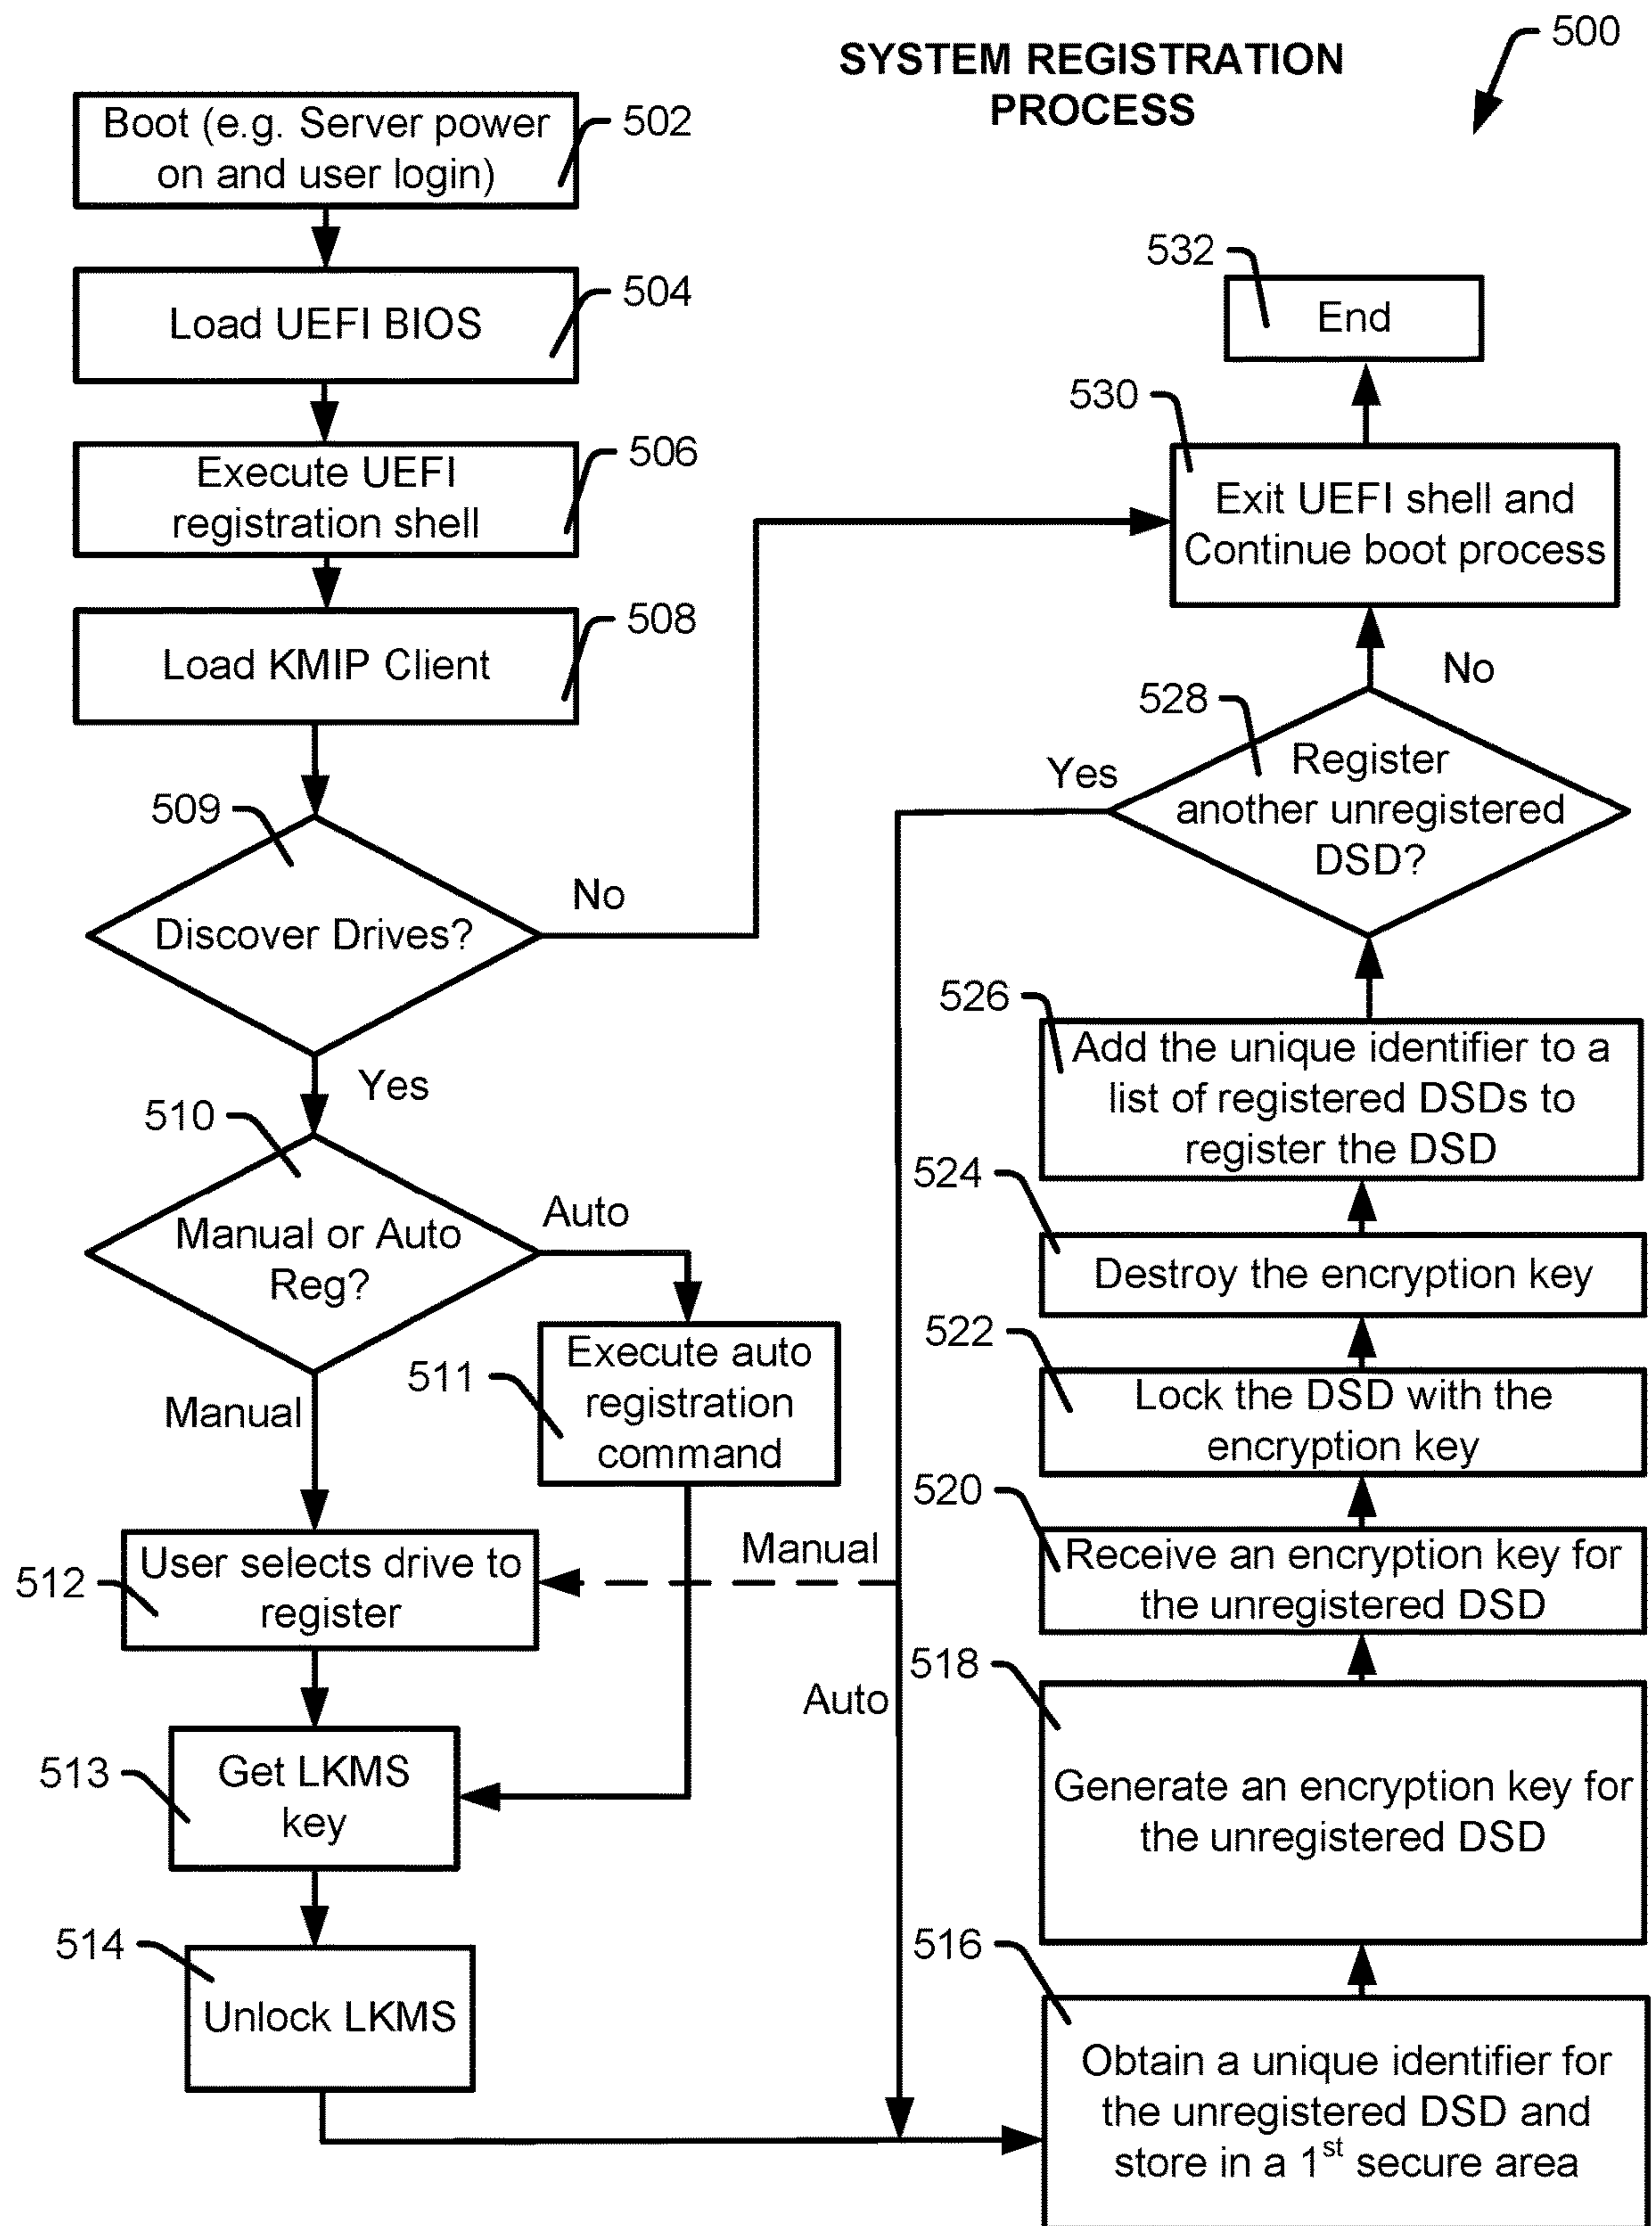 SYSTEM REGISTRATION
PROCESS
500
Boot (e.g. Server power
on and user login)
502
Load UEFI BIOS
504
Execute UEFI
registration shell
506
Load KMIP Client
508
509
Discover Drives?
No
Yes
510
Manual or Auto
Reg?
Auto
Manual
511
Execute auto
registration
command
512
User selects drive to
register
513
Get LKMS
key
514
Unlock LKMS
Manual
Auto
532
End
530
Exit UEFI shell and
Continue boot process
No
528
Yes
Register
another unregistered
DSD?
526
Add the unique identifier to a
list of registered DSDs to
register the DSD
524
Destroy the encryption key
522
Lock the DSD with the
encryption key
520
Receive an encryption key for
the unregistered DSD
518
Generate an encryption key for
the unregistered DSD
516
Obtain a unique identifier for
the unregistered DSD and
store in a 1st secure area